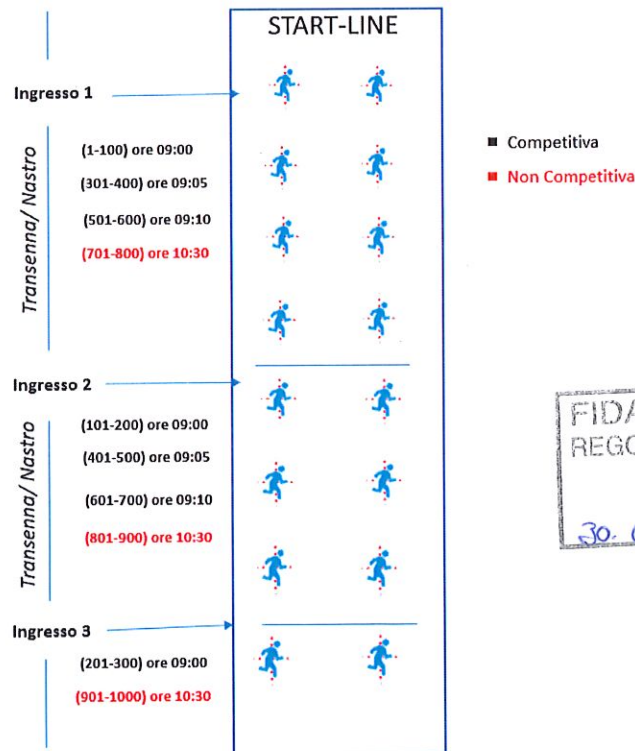 START-LINE
Ingresso 1
Transenna/ Nastro
(1-100) ore 09:00
(301-400) ore 09:05
(501-600) ore 09:10
(701-800) ore 10:30
Competitiva
Non Competitiva
Ingresso 2
Transenna/ Nastro
(101-200) ore 09:00
(401-500) ore 09:05
(601-700) ore 09:10
(801-900) ore 10:30
Ingresso 3
(201-300) ore 09:00
(901-1000) ore 10:30
FIDA
30.